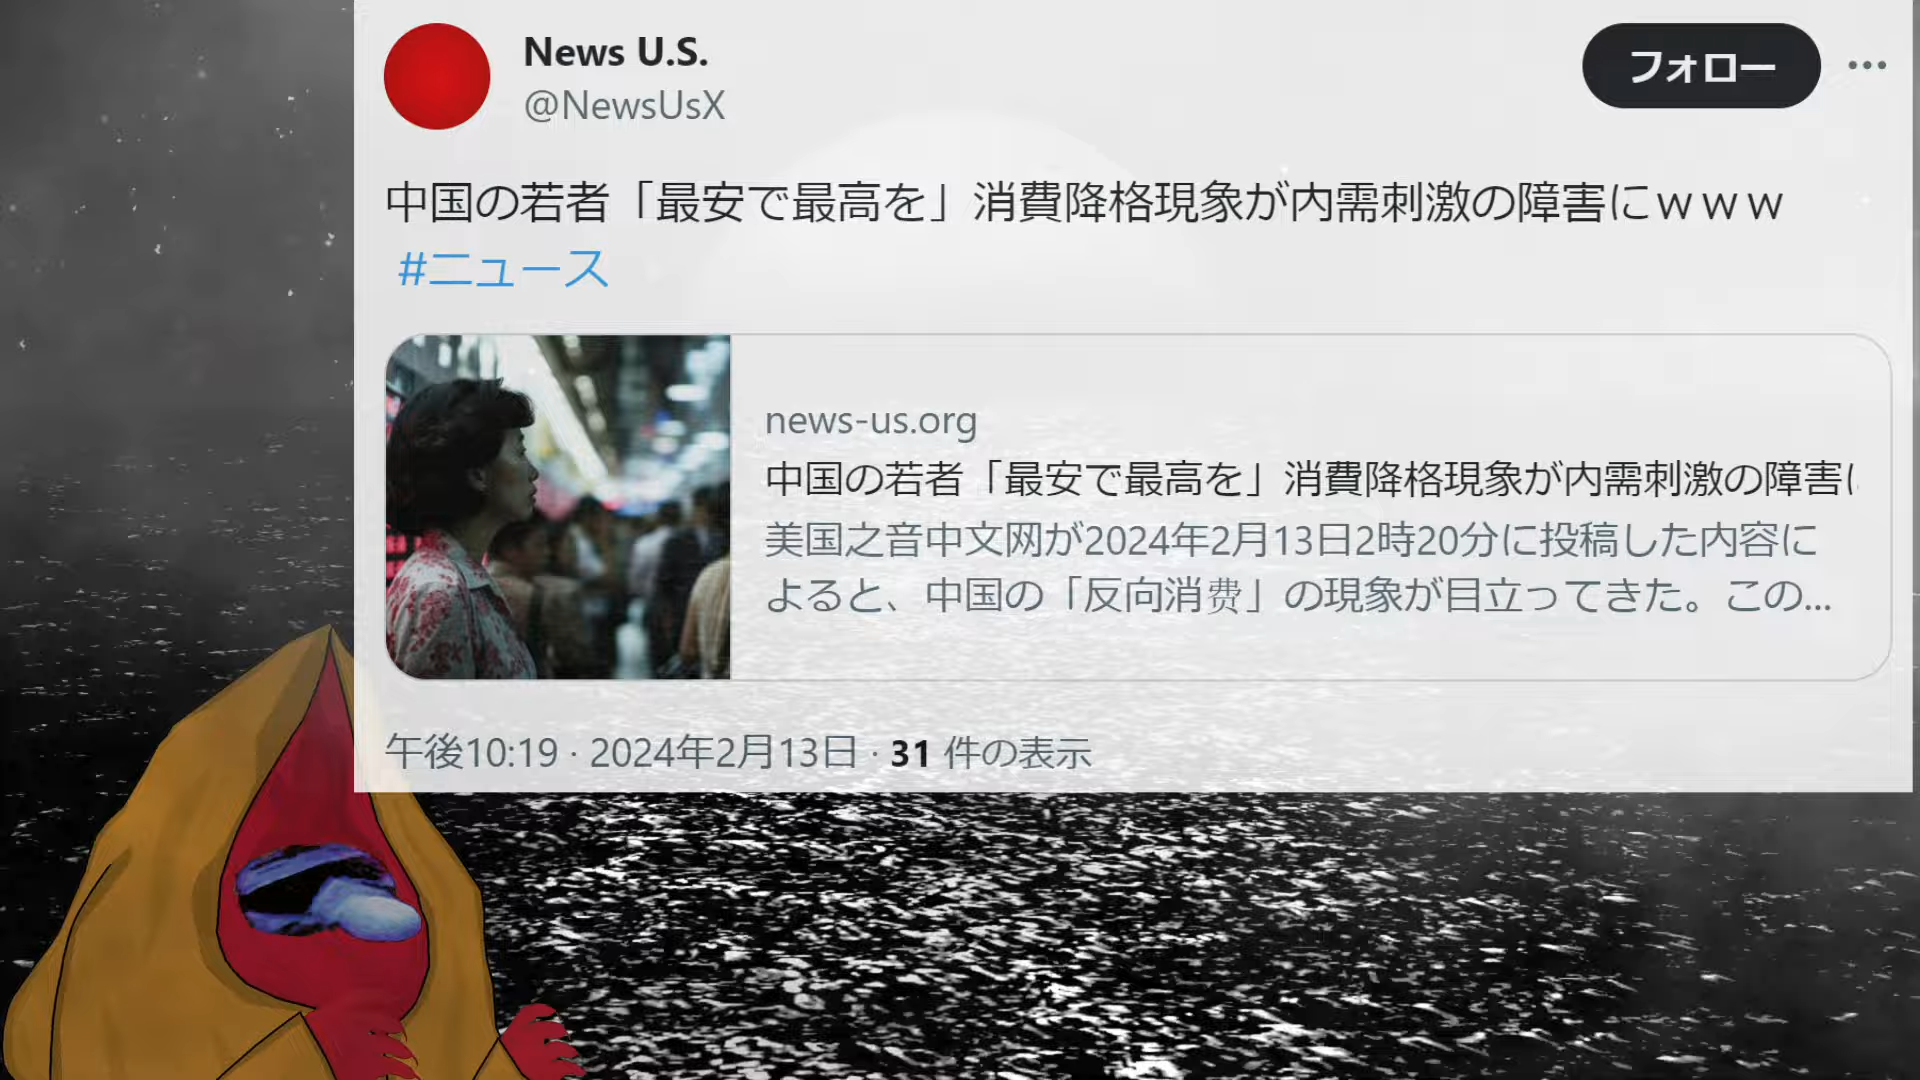 News U.S.
@NewsUsX
フォロー
中国の若者「最安で最高を」消費降格現象が内需刺激の障害にｗｗｗ
#ニュース
news-us.org
中国の若者「最安で最高を」消費降格現象が内需刺激の障害に
美国之音中文网が2024年2月13日2時20分に投稿した内容に
よると、中国の「反向消费」の現象が目立ってきた。この...
午後10:19 · 2024年2月13日 · 31 件の表示